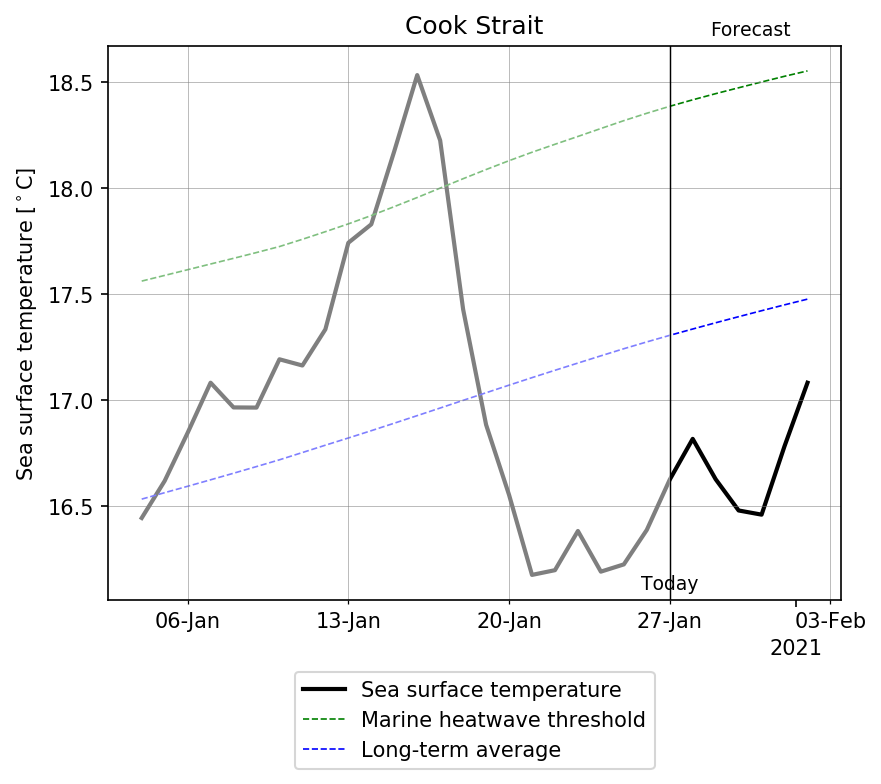 Cook Strait
Forecast
Sea surface temperature [°C]
18.5
18.0
17.5
17.0
16.5
Today
06-Jan
13-Jan
20-Jan
27-Jan
03-Feb
2021
Sea surface temperature
Marine heatwave threshold
Long-term average